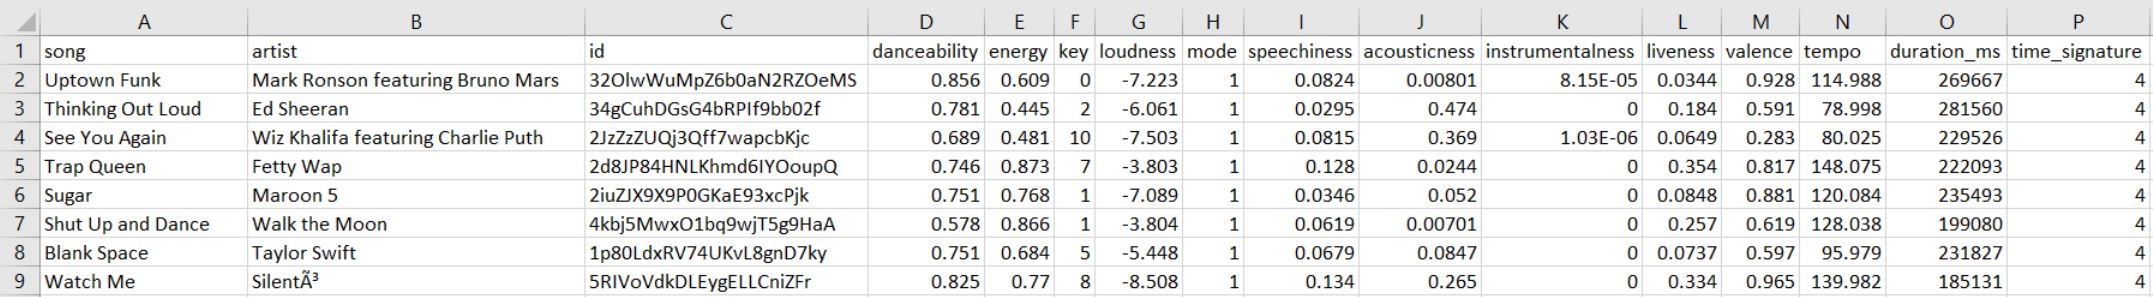 A B C D E F G H I J K L M N O P
1 song artist id danceability energy key loudness mode speechiness acousticness instrumentalness liveness valence tempo duration_ms time_signature
2 Uptown Funk Mark Ronson featuring Bruno Mars 32OlwWuMpZ6b0aN2RZOeMS 0.856 0.609 0 -7.223 1 0.0824 0.00801 8.15E-05 0.0344 0.928 114.988 269667 4
3 Thinking Out Loud Ed Sheeran 34gCuhDGsG4bRPIf9bb02f 0.781 0.445 2 -6.061 1 0.0295 0.474 0 0.184 0.591 78.998 281560 4
4 See You Again Wiz Khalifa featuring Charlie Puth 2JzZzZUQj3Qff7wapcbKjc 0.689 0.481 10 -7.503 1 0.0815 0.369 1.03E-06 0.0649 0.283 80.025 229526 4
5 Trap Queen Fetty Wap 2d8JP84HNLKhmd6IYOoupQ 0.746 0.873 7 -3.803 1 0.128 0.0244 0 0.354 0.817 148.075 222093 4
6 Sugar Maroon 5 2iuZJX9X9P0GKaE93xcPjk 0.751 0.768 1 -7.089 1 0.0346 0.052 0 0.0848 0.881 120.084 235493 4
7 Shut Up and Dance Walk the Moon 4kbj5MwxO1bq9wjT5g9HaA 0.578 0.866 1 -3.804 1 0.0619 0.00701 0 0.257 0.619 128.038 199080 4
8 Blank Space Taylor Swift 1p80LdxRV74UKvL8gnD7ky 0.751 0.684 5 -5.448 1 0.0679 0.0847 0 0.0737 0.597 95.979 231827 4
9 Watch Me SilentÃ³ 5RIVoVdkDLEygELLCniZFr 0.825 0.77 8 -8.508 1 0.134 0.265 0 0.334 0.965 139.982 185131 4